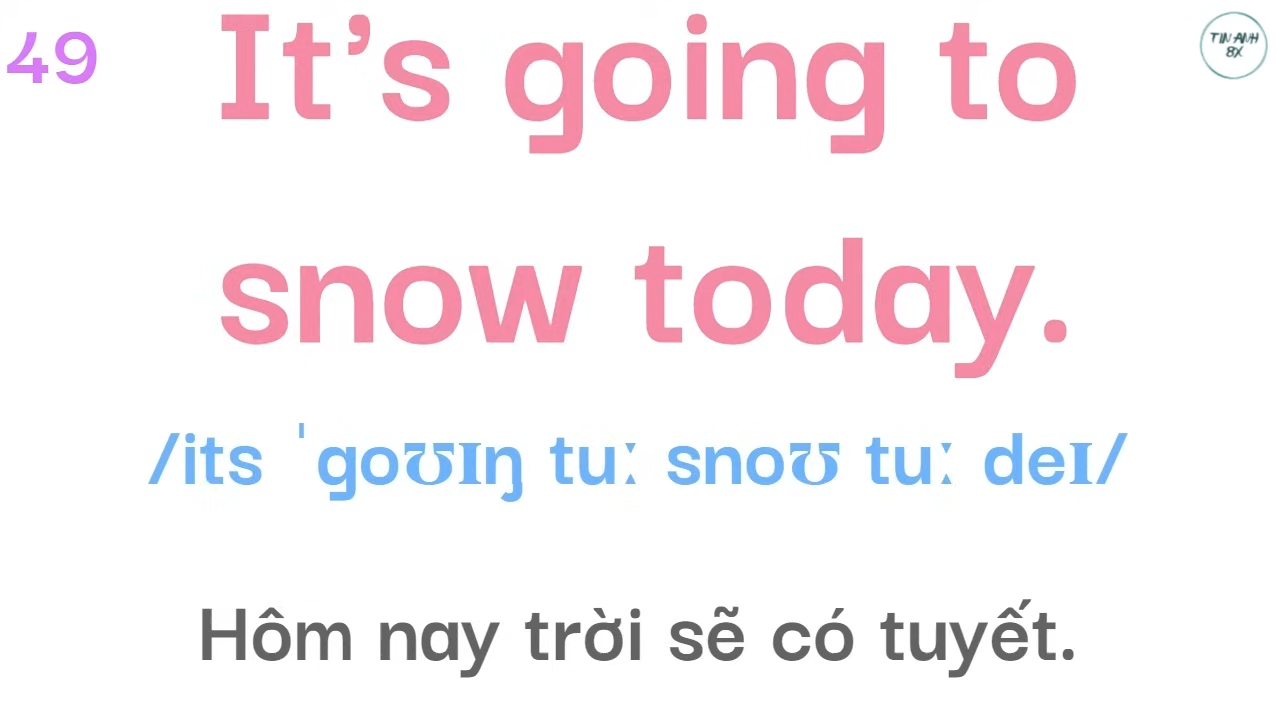 49
It’s going to
TIN ANH
8X
snow today.
/its ˈgoʊɪŋ tuː snoʊ tuː deɪ/
Hôm nay trời sẽ có tuyết.